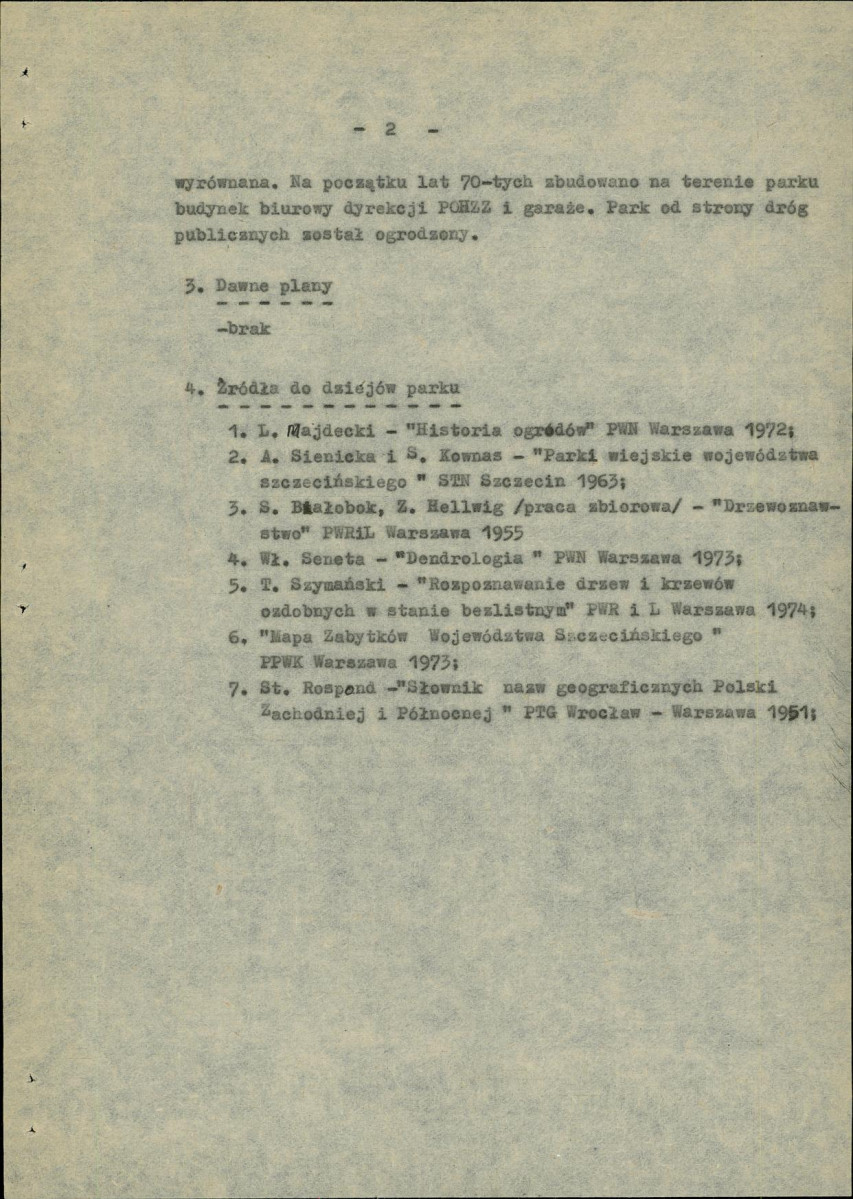 - 2 -
wyrównana. Na początku lat 70-tych zbudowano na terenie parku
budynek biurowy dyrekcji POHZZ i garaże. Park od strony dróg
publicznych został ogrodzony.
3. Dawne plany
-brak
4. Źródła do dziejów parku
1. L. Majdecki - "Historia ogrodów" PWN Warszawa 1972;
2. A. Sienicka i S. Kownas - "Parki wiejskie województwa
szczecińskiego " STN Szczecin 1963;
3. S. Białobok, Z. Hellwig /praca zbiorowa/ - "Drzewoznaw-
stwo" PWRiL Warszawa 1955
4. Wł. Seneta - "Dendrologia " PWN Warszawa 1973;
5. T. Szymański - "Rozpoznawanie drzew i krzewów
ozdobnych w stanie bezlistnym" PWR i L Warszawa 1974;
6. "Mapa Zabytków Województwa Szczecińskiego "
PPWK Warszawa 1973;
7. St. Rospond -"Słownik nazw geograficznych Polski
Zachodniej i Północnej " PTG Wrocław - Warszawa 1951;